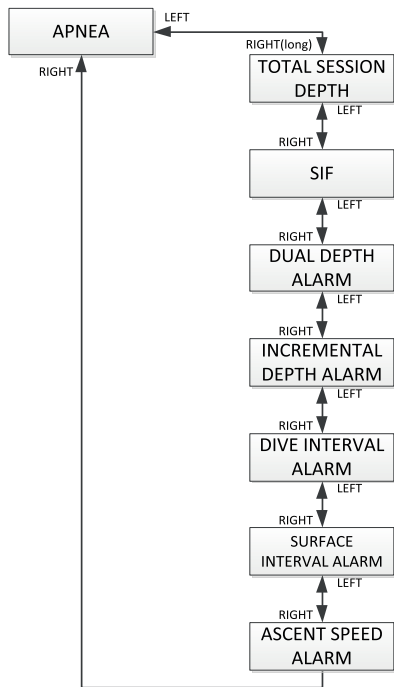 APNEA
LEFT
RIGHT(long)
RIGHT
TOTAL SESSION
DEPTH
LEFT
RIGHT
SIF
LEFT
RIGHT
DUAL DEPTH
ALARM
LEFT
RIGHT
INCREMENTAL
DEPTH ALARM
LEFT
RIGHT
DIVE INTERVAL
ALARM
LEFT
RIGHT
SURFACE
INTERVAL ALARM
LEFT
RIGHT
ASCENT SPEED
ALARM